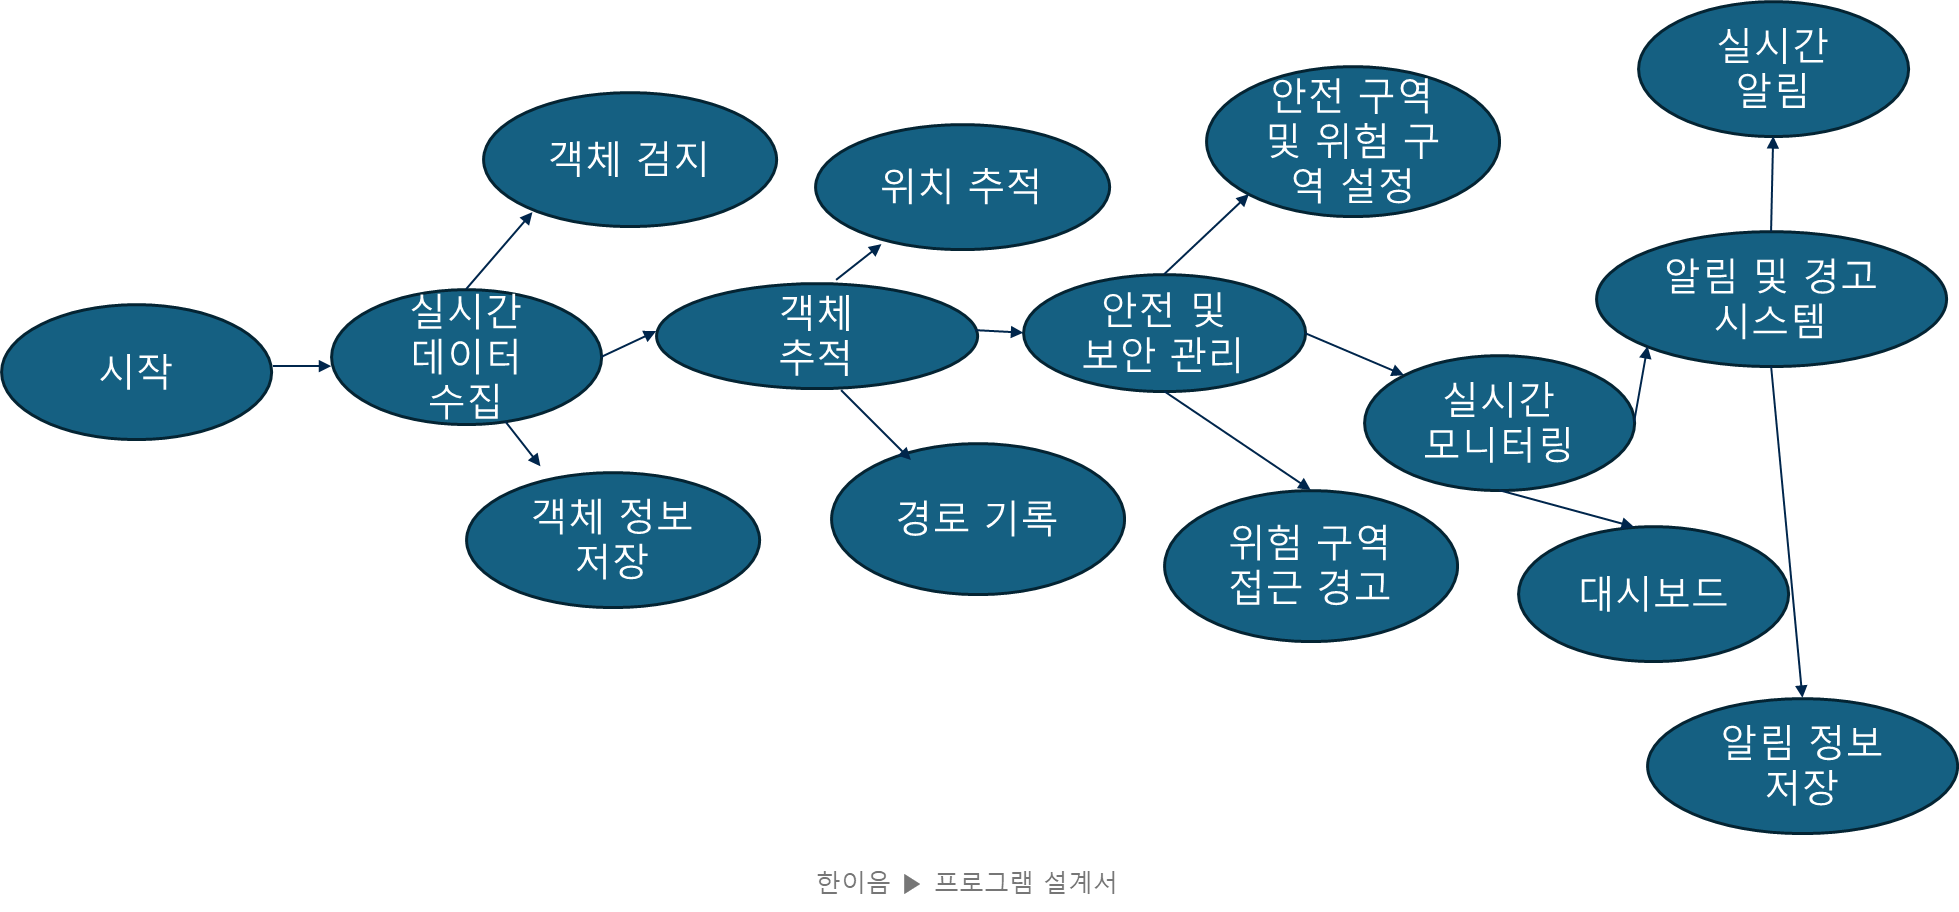 시작
실시간
데이터
수집
객체 검지
객체 정보
저장
객체
추적
위치 추적
경로 기록
안전 및
보안 관리
안전 구역
및 위험 구
역 설정
위험 구역
접근 경고
실시간
모니터링
대시보드
알림 및 경고
시스템
실시간
알림
알림 정보
저장
한이음 ▶ 프로그램 설계서